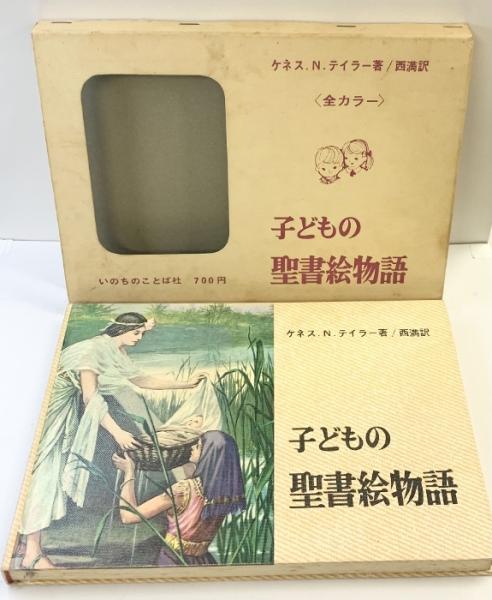 ケネス.N.テイラー著/西満訳
〈全カラー〉
子どもの
聖書絵物語
いのちのことば社 700円
ケネス.N.テイラー著/西満訳
子どもの
聖書絵物語